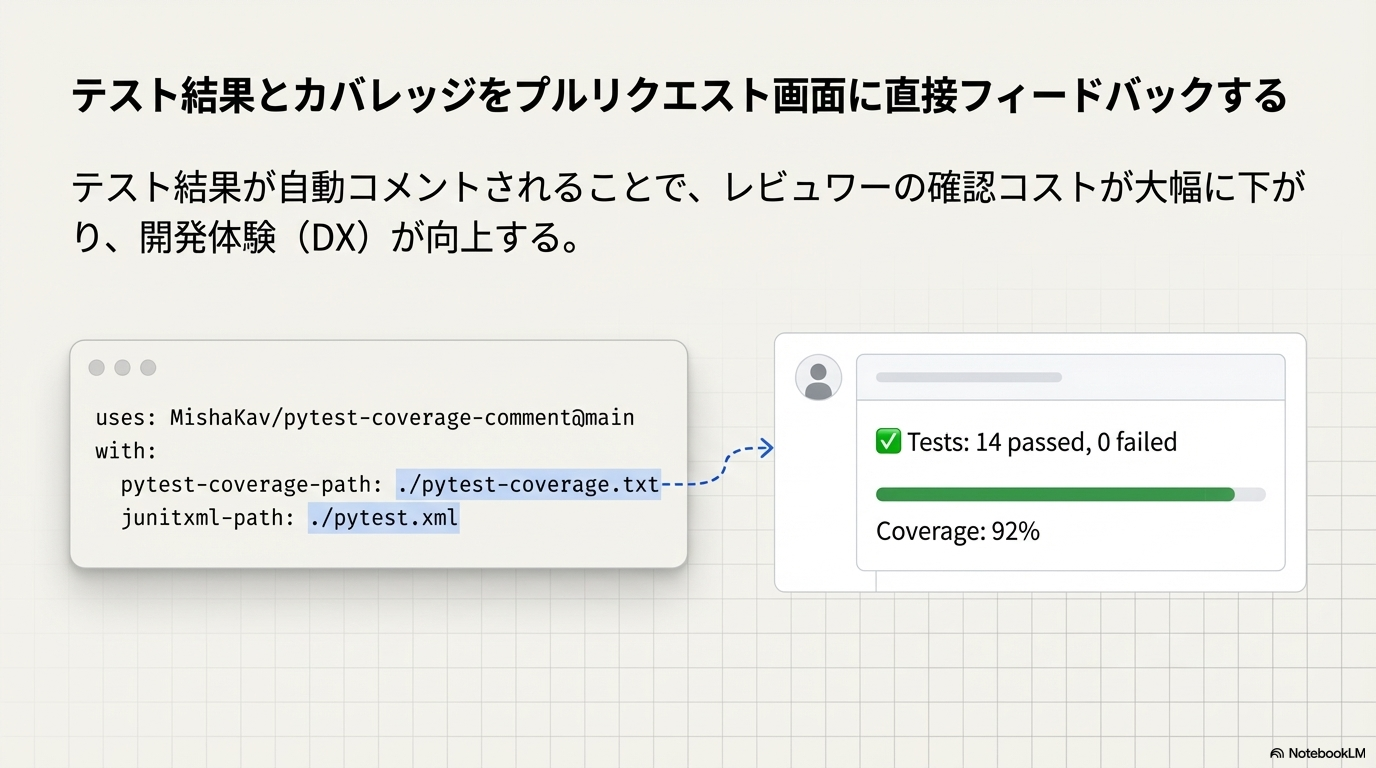 テスト結果とカバレッジをプルリクエスト画面に直接フィードバックする
テスト結果が自動コメントされることで、レビュワーの確認コストが大幅に下が
り、開発体験（DX）が向上する。
uses: MishaKav/pytest-coverage-comment@main
with:
  pytest-coverage-path: ./pytest-coverage.txt
  junitxml-path: ./pytest.xml
✅ Tests: 14 passed, 0 failed
Coverage: 92%
NotebookLM